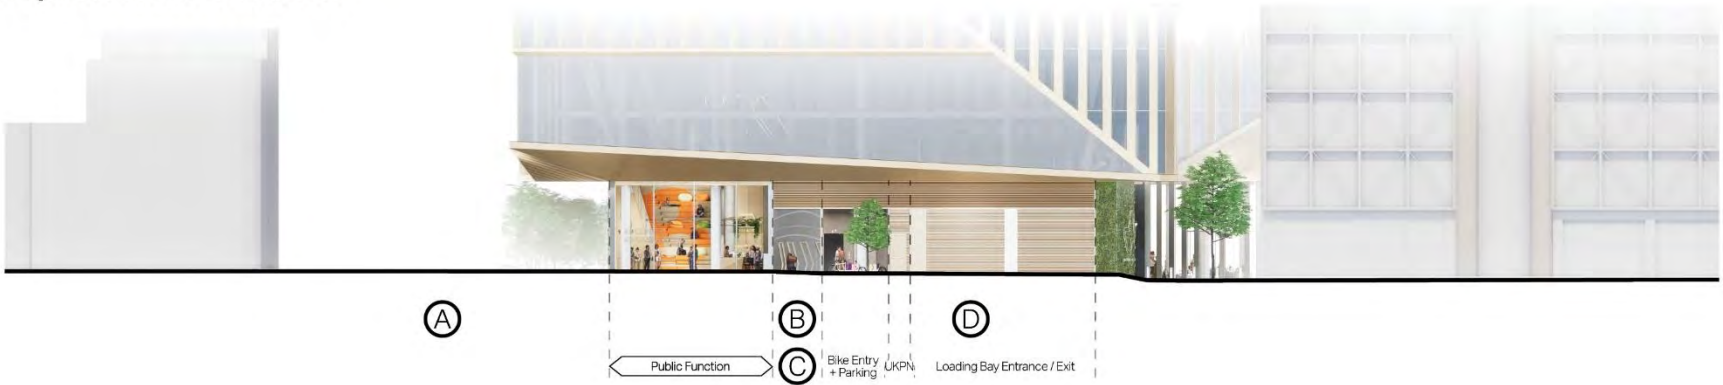 A
B
D
Public Function
C
Bike Entry
+ Parking
UKPN
Loading Bay Entrance / Exit